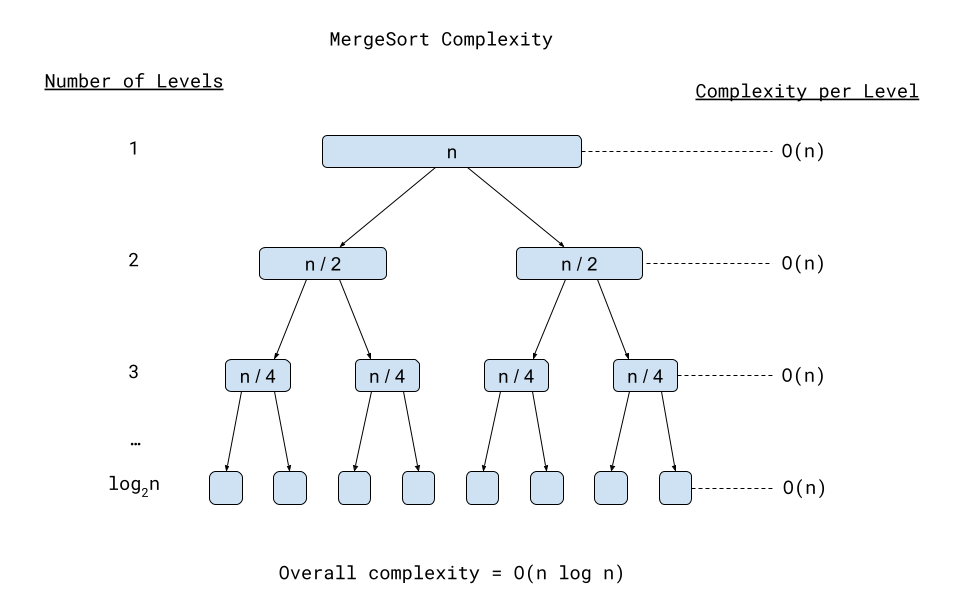 MergeSort Complexity
Number of Levels
Complexity per Level
1
n
O(n)
2
n / 2
n / 2
O(n)
3
n / 4
n / 4
n / 4
n / 4
O(n)
…
log₂n
O(n)
Overall complexity = O(n log n)